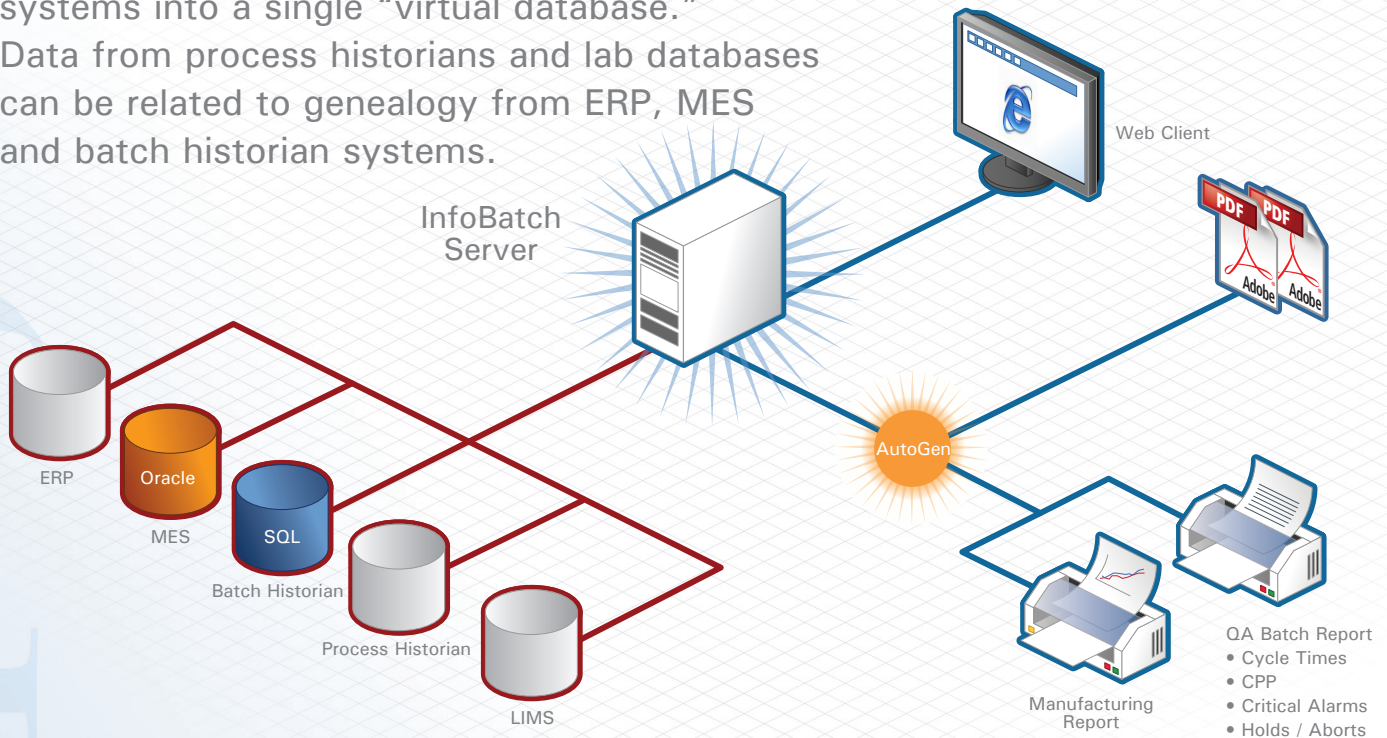 systems into a single “virtual database.”
Data from process historians and lab databases
can be related to genealogy from ERP, MES
and batch historian systems.
InfoBatch
Server
Web Client
PDF
PDF
Adobe
Adobe
ERP
Oracle
MES
SQL
Batch Historian
Process Historian
LIMS
AutoGen
Manufacturing
Report
QA Batch Report
• Cycle Times
• CPP
• Critical Alarms
• Holds / Aborts